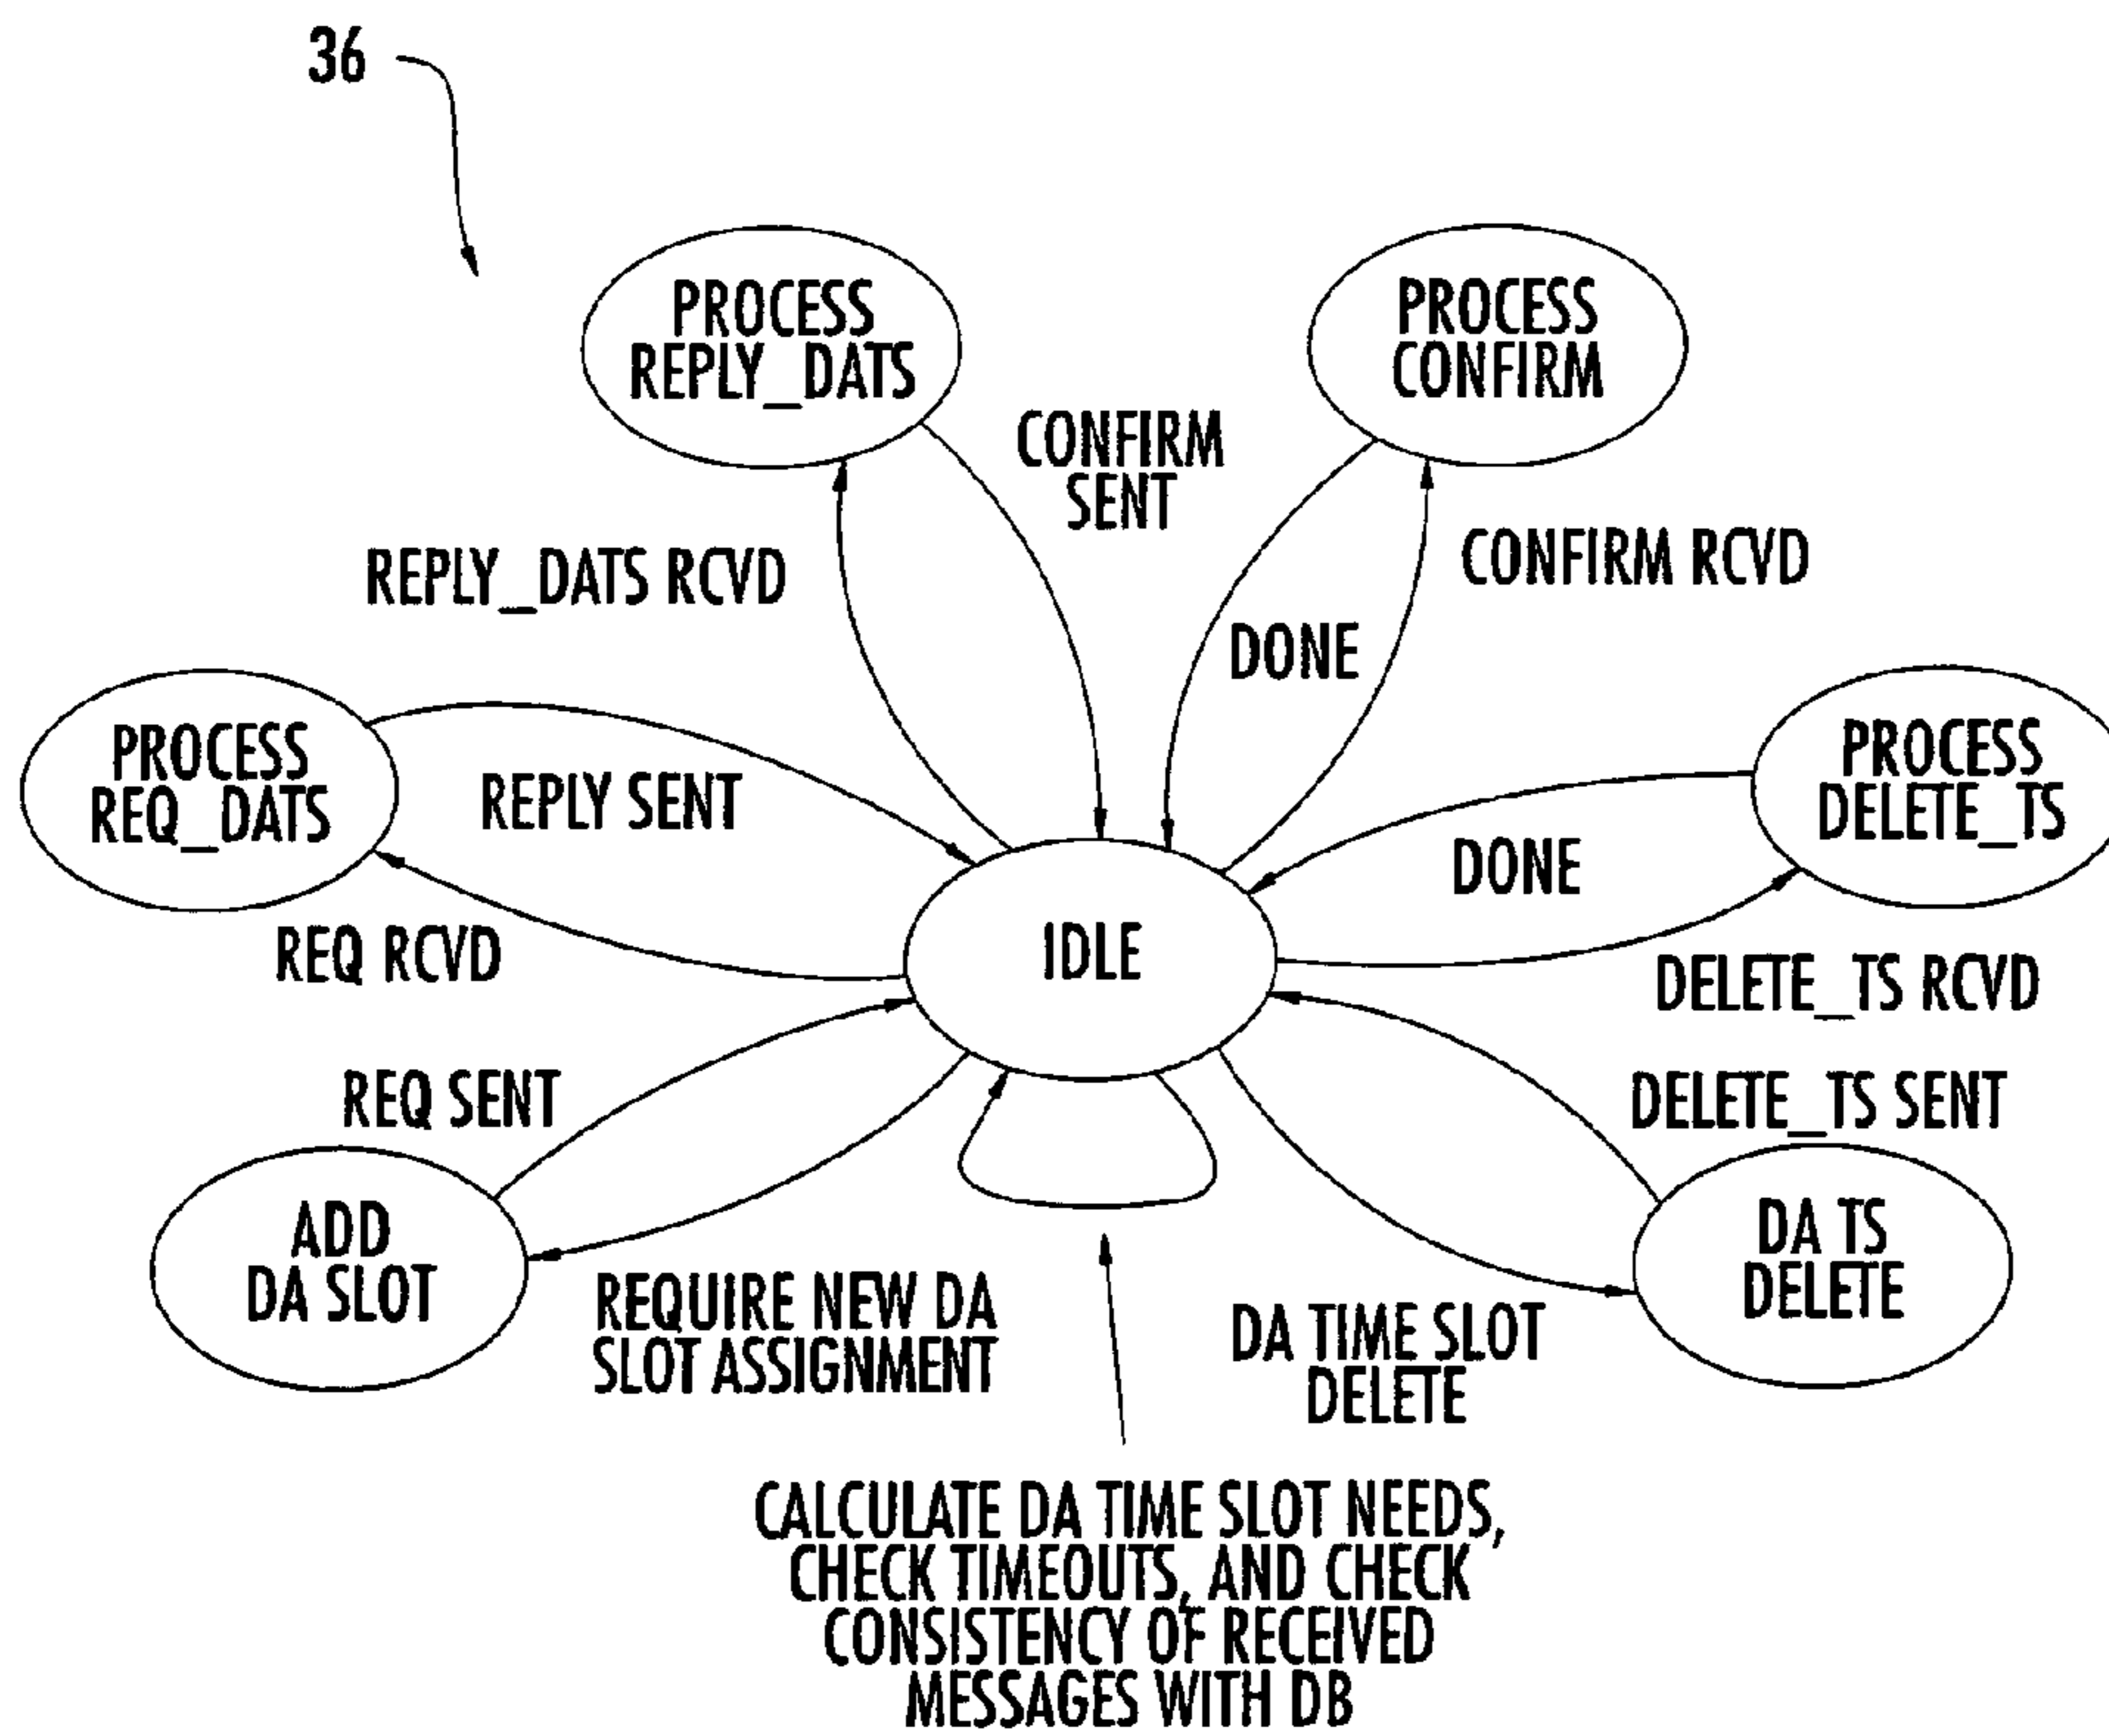 36
PROCESS
REPLY_DATS
PROCESS
CONFIRM
CONFIRM
SENT
REPLY_DATS RCVD
CONFIRM RCVD
DONE
PROCESS
REQ_DATS
REPLY SENT
PROCESS
DELETE_TS
DONE
REQ RCVD
IDLE
DELETE_TS RCVD
REQ SENT
DELETE_TS SENT
ADD
DA SLOT
DA TS
DELETE
REQUIRE NEW DA
SLOT ASSIGNMENT
DA TIME SLOT
DELETE
CALCULATE DA TIME SLOT NEEDS,
CHECK TIMEOUTS, AND CHECK
CONSISTENCY OF RECEIVED
MESSAGES WITH DB